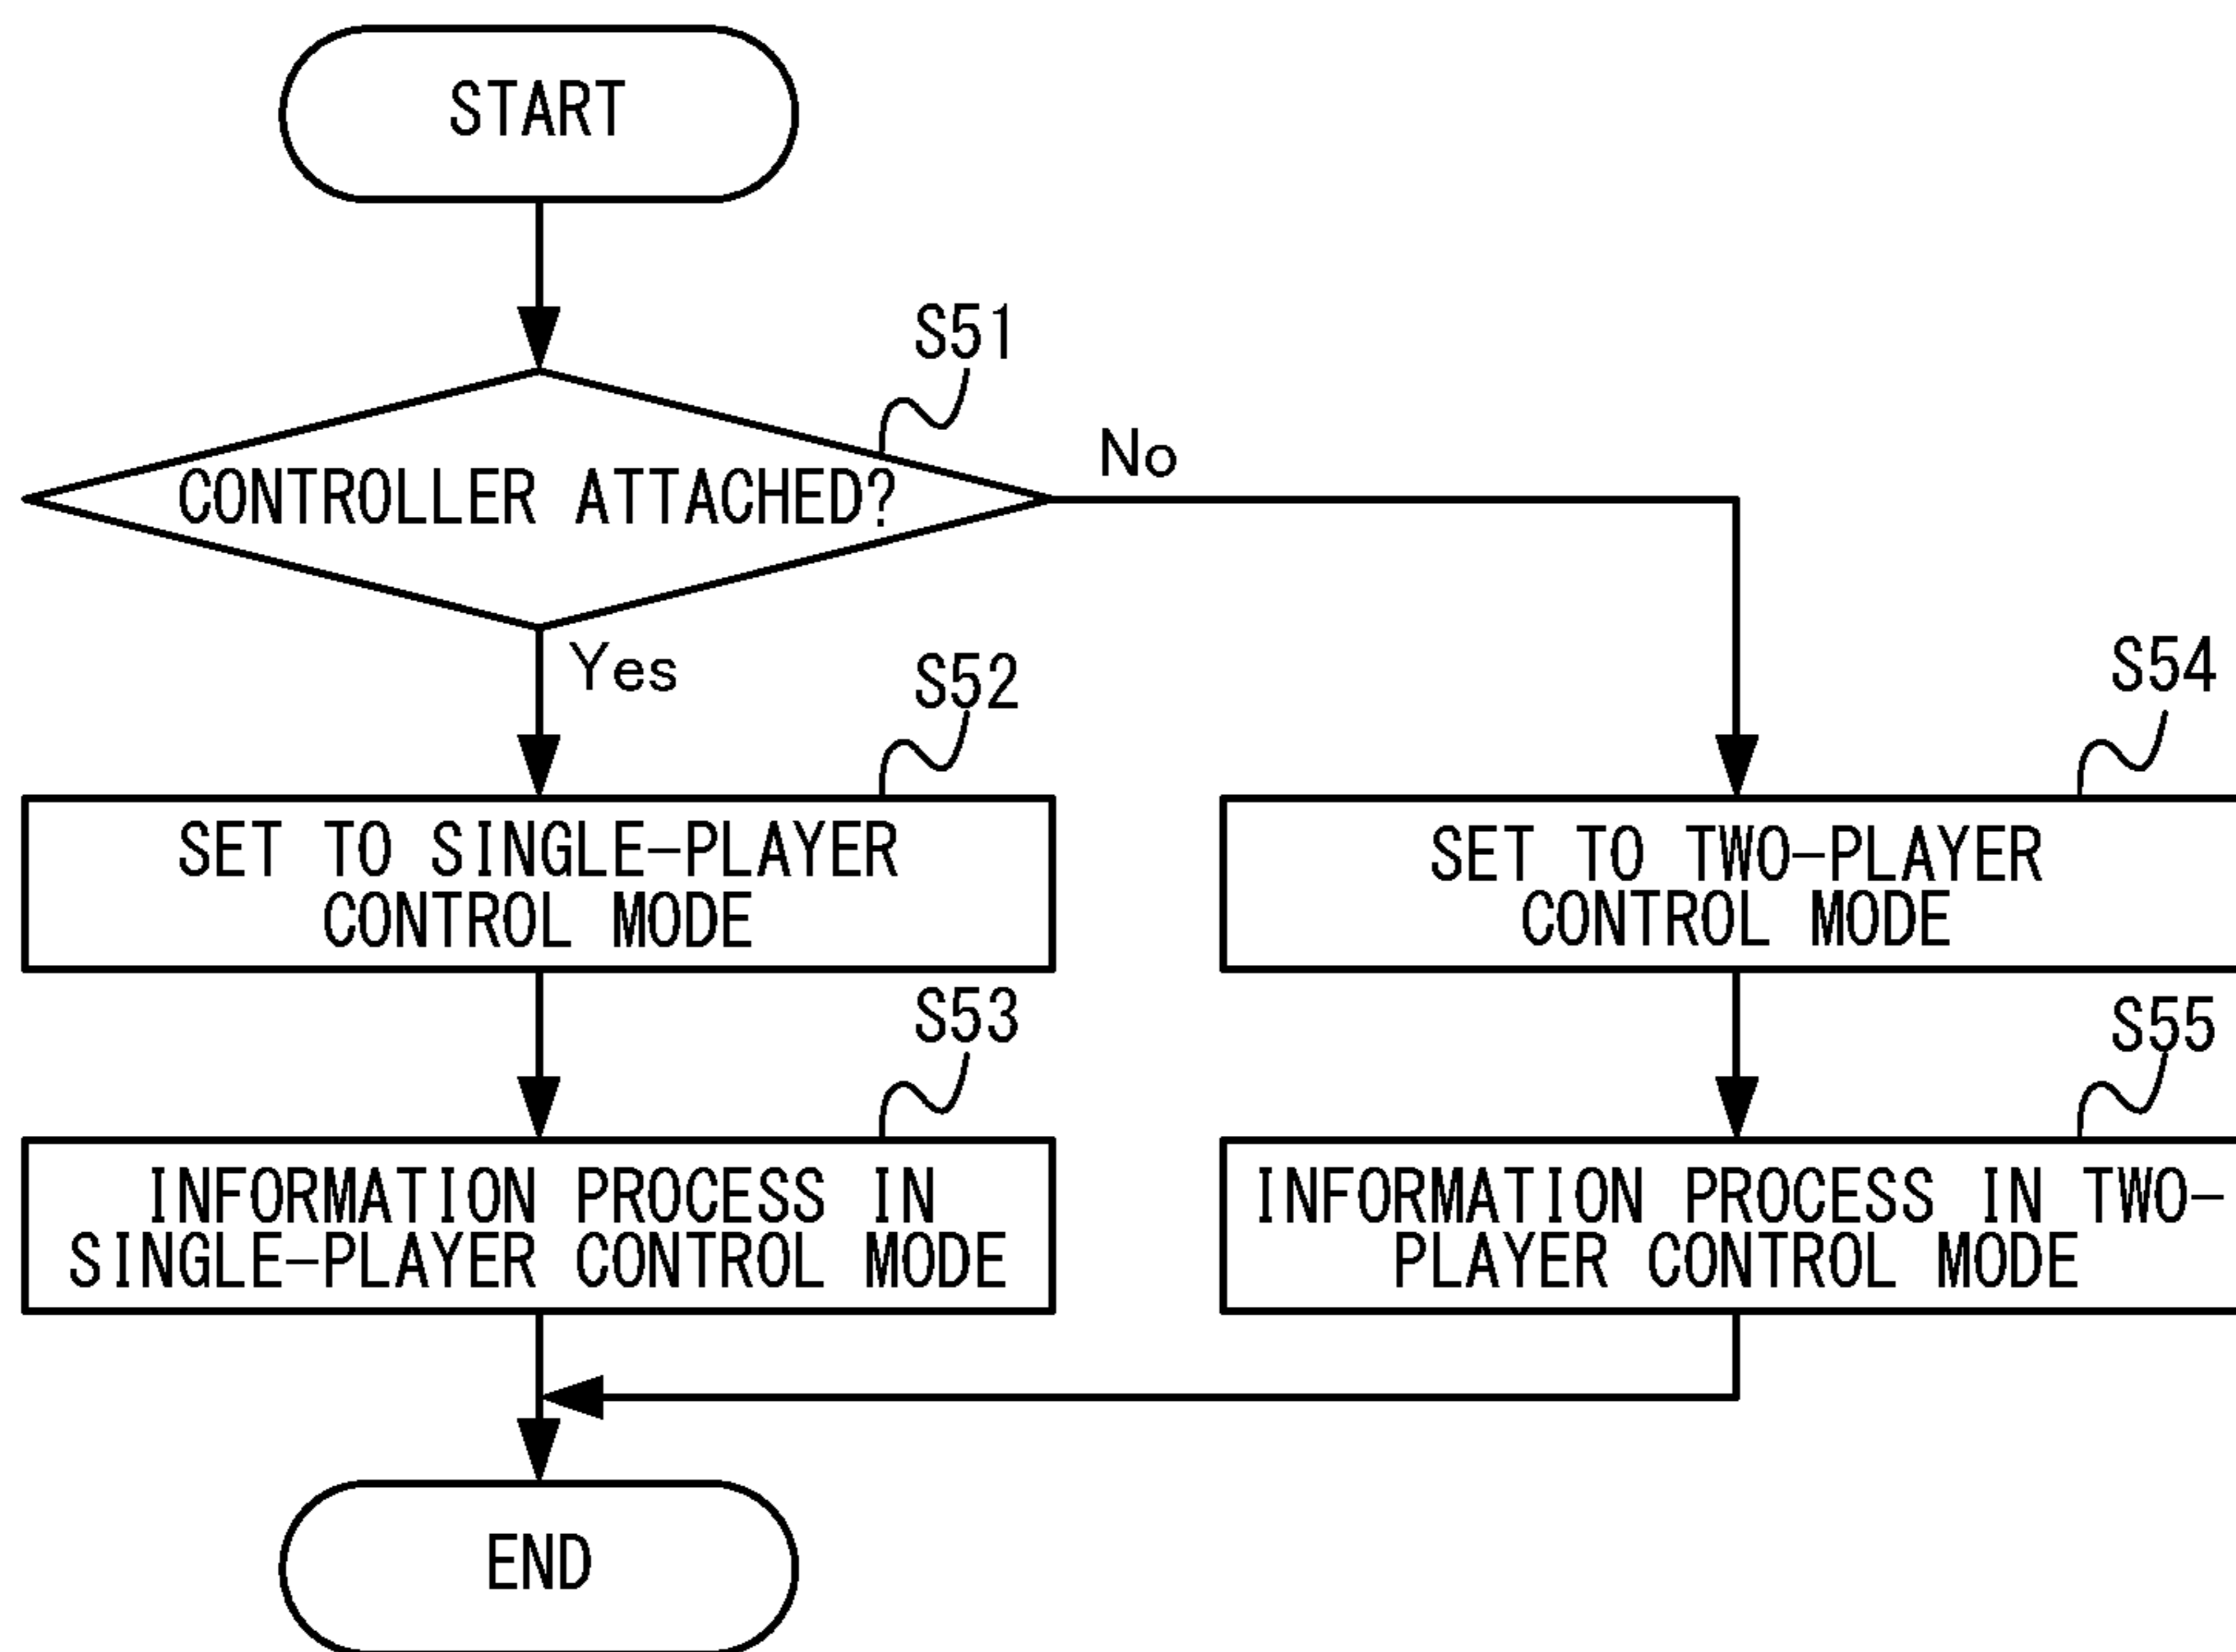 START
S51
CONTROLLER ATTACHED?
No
Yes
S52
SET TO SINGLE-PLAYER
CONTROL MODE
S53
INFORMATION PROCESS IN
SINGLE-PLAYER CONTROL MODE
S54
SET TO TWO-PLAYER
CONTROL MODE
S55
INFORMATION PROCESS IN TWO-
PLAYER CONTROL MODE
END